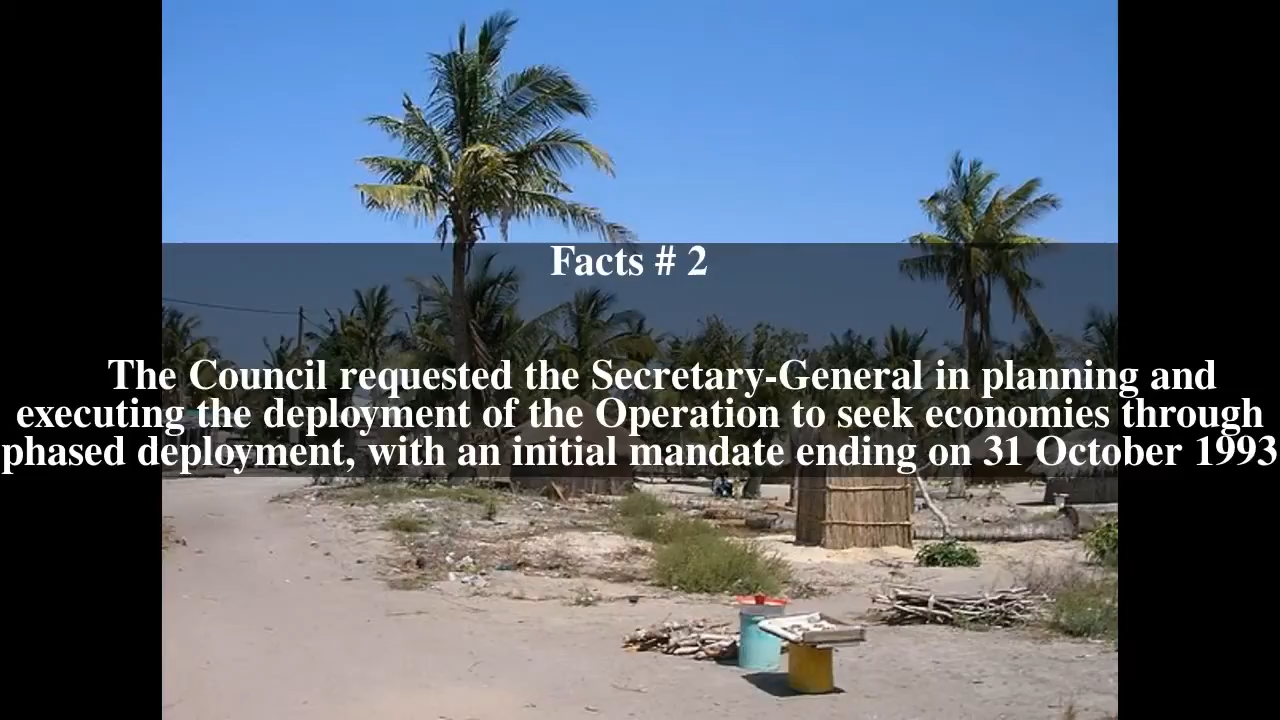 Facts # 2
The Council requested the Secretary-General in planning and
executing the deployment of the Operation to seek economies through
phased deployment, with an initial mandate ending on 31 October 1993